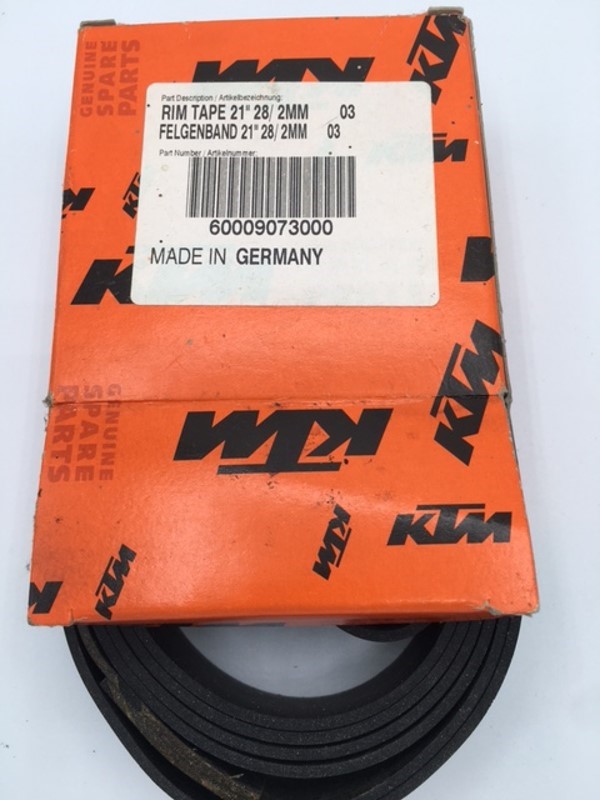 GENUINE
SPARE
PARTS
KTM
KTM
Part Description / Artikelbezeichnung:
RIM TAPE 21" 28/ 2MM 03
FELGENBAND 21" 28/ 2MM 03
Part Number / Artikelnummer:
60009073000
MADE IN GERMANY
KTM
GENUINE
SPARE
PARTS
KTM
KTM
KTM
KTM